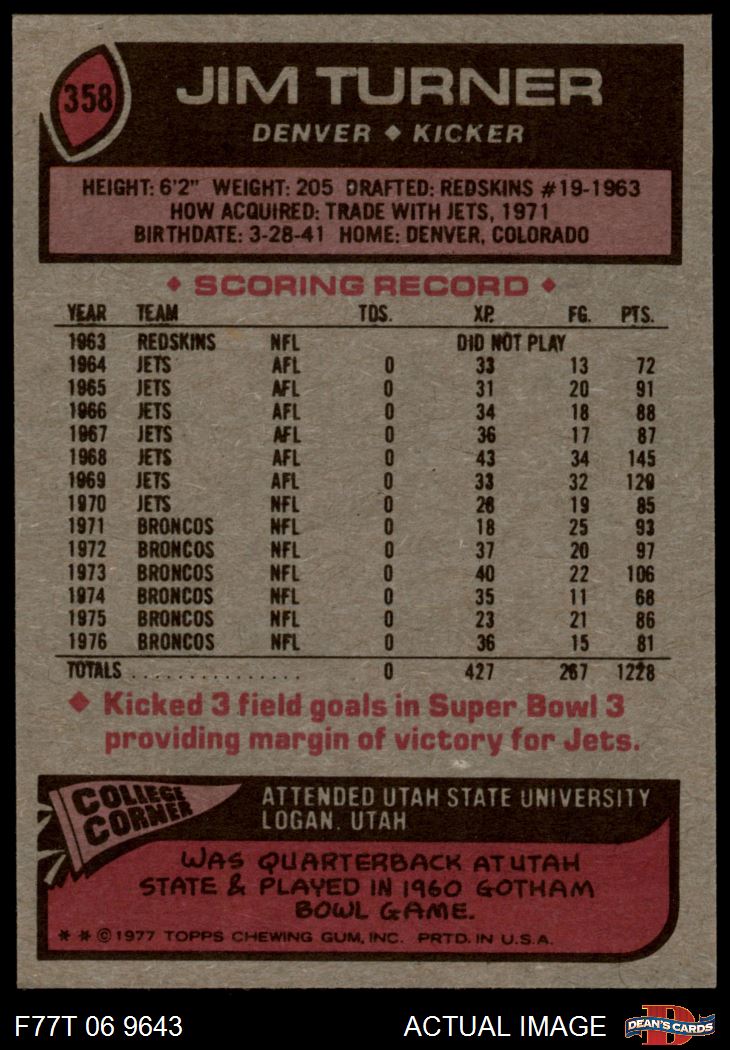 358
JIM TURNER
DENVER ◆ KICKER
HEIGHT: 6'2" WEIGHT: 205 DRAFTED: REDSKINS #19-1963
HOW ACQUIRED: TRADE WITH JETS, 1971
BIRTHDATE: 3-28-41 HOME: DENVER, COLORADO
◆ SCORING RECORD ◆
YEAR TEAM TDS. XP. FG. PTS.
1963 REDSKINS NFL DID NOT PLAY
1964 JETS AFL 0 33 13 72
1965 JETS AFL 0 31 20 91
1966 JETS AFL 0 34 18 88
1967 JETS AFL 0 36 17 87
1968 JETS AFL 0 43 34 145
1969 JETS AFL 0 33 32 129
1970 JETS NFL 0 28 19 85
1971 BRONCOS NFL 0 18 25 93
1972 BRONCOS NFL 0 37 20 97
1973 BRONCOS NFL 0 40 22 106
1974 BRONCOS NFL 0 35 11 68
1975 BRONCOS NFL 0 23 21 86
1976 BRONCOS NFL 0 36 15 81
TOTALS ................ 0 427 267 1228
◆ Kicked 3 field goals in Super Bowl 3
providing margin of victory for Jets.
COLLEGE
CORNER
ATTENDED UTAH STATE UNIVERSITY
LOGAN, UTAH
WAS QUARTERBACK AT UTAH
STATE & PLAYED IN 1960 GOTHAM
BOWL GAME.
* * © 1977 TOPPS CHEWING GUM, INC. PRTD. IN U.S.A.
F77T 06 9643
ACTUAL IMAGE
D
DEAN'S CARDS